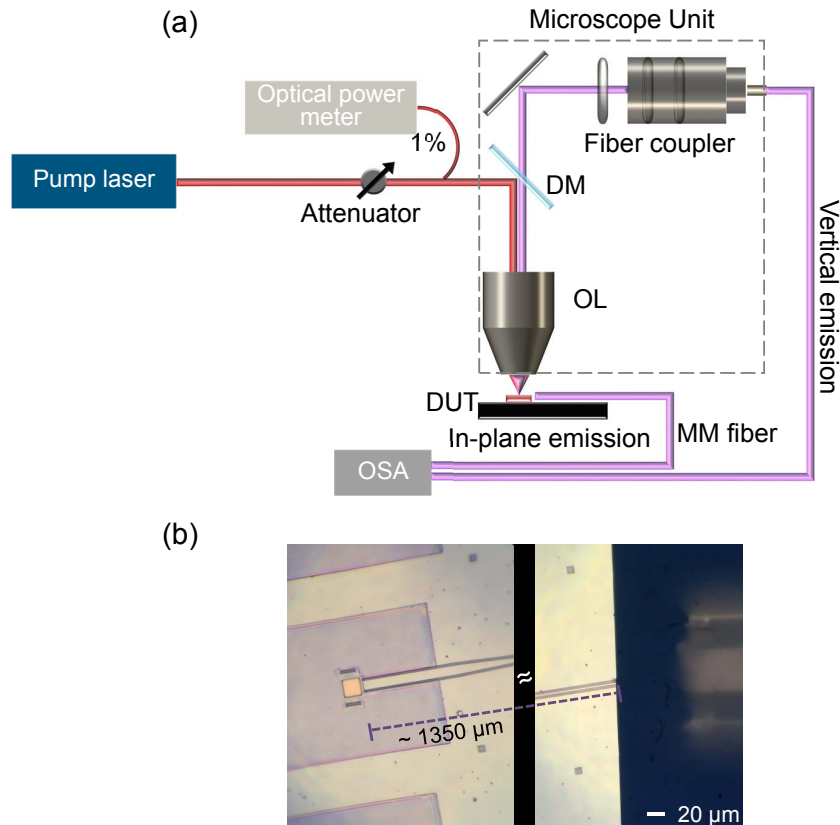 (a)
Microscope Unit
Optical power
meter
1%
Fiber coupler
Pump laser
Attenuator
DM
Vertical emission
OL
DUT
In-plane emission
MM fiber
OSA
(b)
≈
~ 1350 µm
20 µm